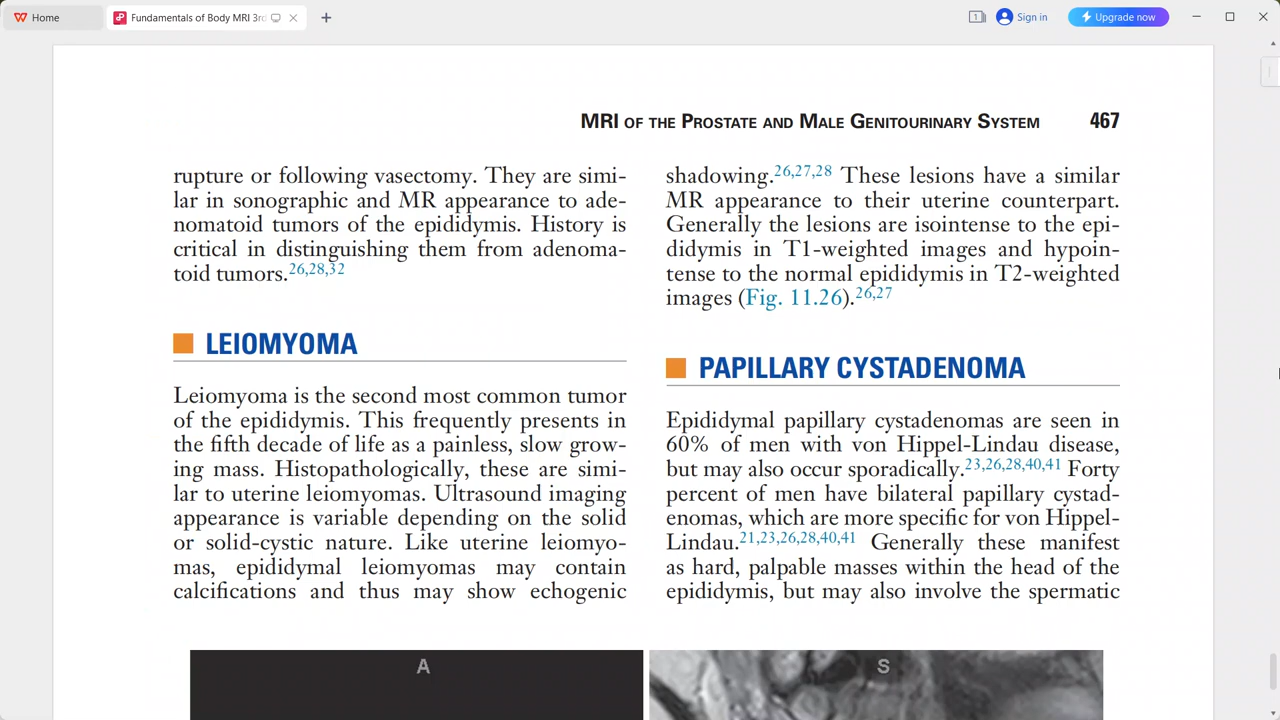 Home
Fundamentals of Body MRI 3r
1
Sign in
Upgrade now
MRI OF THE PROSTATE AND MALE GENITOURINARY SYSTEM 467
rupture or following vasectomy. They are simi-
lar in sonographic and MR appearance to ade-
nomatoid tumors of the epididymis. History is
critical in distinguishing them from adenoma-
toid tumors.26,28,32
LEIOMYOMA
Leiomyoma is the second most common tumor
of the epididymis. This frequently presents in
the fifth decade of life as a painless, slow grow-
ing mass. Histopathologically, these are simi-
lar to uterine leiomyomas. Ultrasound imaging
appearance is variable depending on the solid
or solid-cystic nature. Like uterine leiomyo-
mas, epididymal leiomyomas may contain
calcifications and thus may show echogenic
shadowing.26,27,28 These lesions have a similar
MR appearance to their uterine counterpart.
Generally the lesions are isointense to the epi-
didymis in T1-weighted images and hypoin-
tense to the normal epididymis in T2-weighted
images (Fig. 11.26).26,27
PAPILLARY CYSTADENOMA
Epididymal papillary cystadenomas are seen in
60% of men with von Hippel-Lindau disease,
but may also occur sporadically.23,26,28,40,41 Forty
percent of men have bilateral papillary cystad-
enomas, which are more specific for von Hippel-
Lindau.21,23,26,28,40,41 Generally these manifest
as hard, palpable masses within the head of the
epididymis, but may also involve the spermatic
A
S